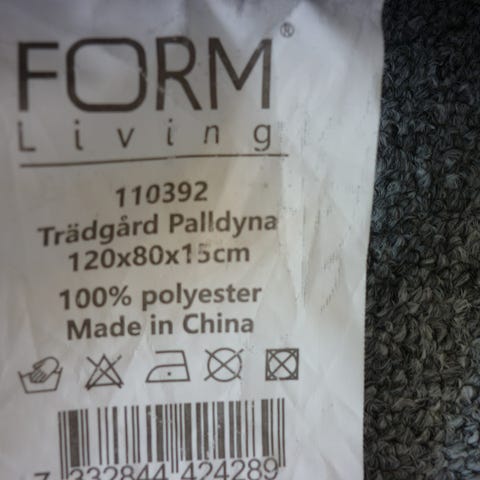 FORM®
Living
110392
Trädgård Palldyna
120x80x15cm
100% polyester
Made in China
7 332844 424289